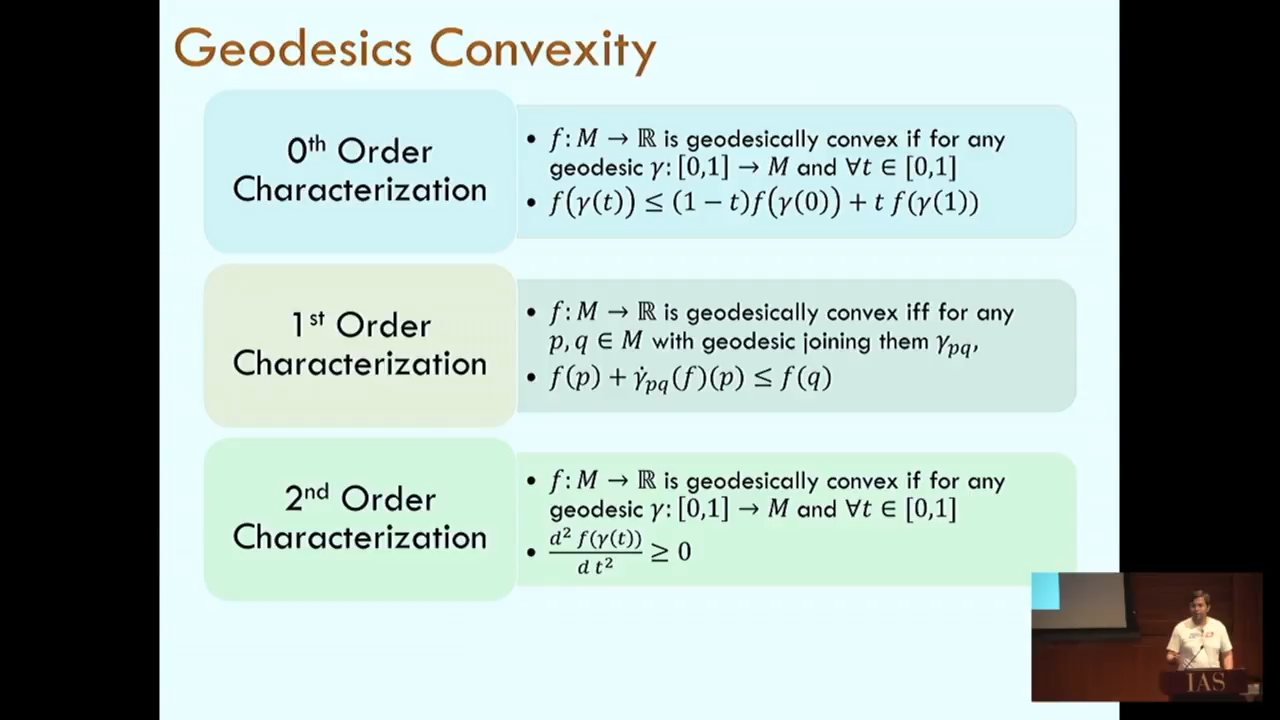 Geodesics Convexity
0th Order
Characterization
• f: M → ℝ is geodesically convex if for any
geodesic γ: [0,1] → M and ∀t ∈ [0,1]
• f(γ(t)) ≤ (1 − t)f(γ(0)) + t f(γ(1))
1st Order
Characterization
• f: M → ℝ is geodesically convex iff for any
p, q ∈ M with geodesic joining them γ_pq,
• f(p) + γ̇_pq(f)(p) ≤ f(q)
2nd Order
Characterization
• f: M → ℝ is geodesically convex if for any
geodesic γ: [0,1] → M and ∀t ∈ [0,1]
• d² f(γ(t)) / d t² ≥ 0
IAS